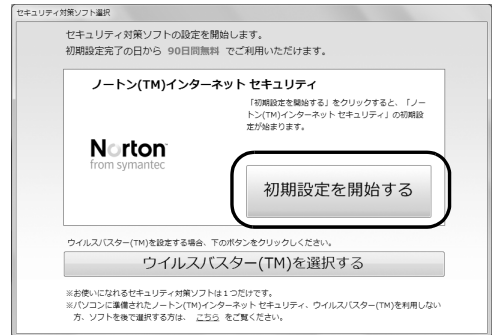 セキュリティ対策ソフト選択
セキュリティ対策ソフトの設定を開始します。
初期設定完了の日から 90日間無料 でご利用いただけます。
ノートン(TM)インターネット セキュリティ
「初期設定を開始する」をクリックすると、「ノー
トン(TM)インターネット セキュリティ」の初期設
定が始まります。
Norton
from symantec
初期設定を開始する
ウイルスバスター(TM)を設定する場合、下のボタンをクリックしください。
ウイルスバスター(TM)を選択する
※お使いになれるセキュリティ対策ソフトは１つだけです。
※パソコンに準備されたノートン(TM)インターネット セキュリティ、ウイルスバスター(TM)を利用しない
方、ソフトを後で選択する方は、 こちら をご覧ください。